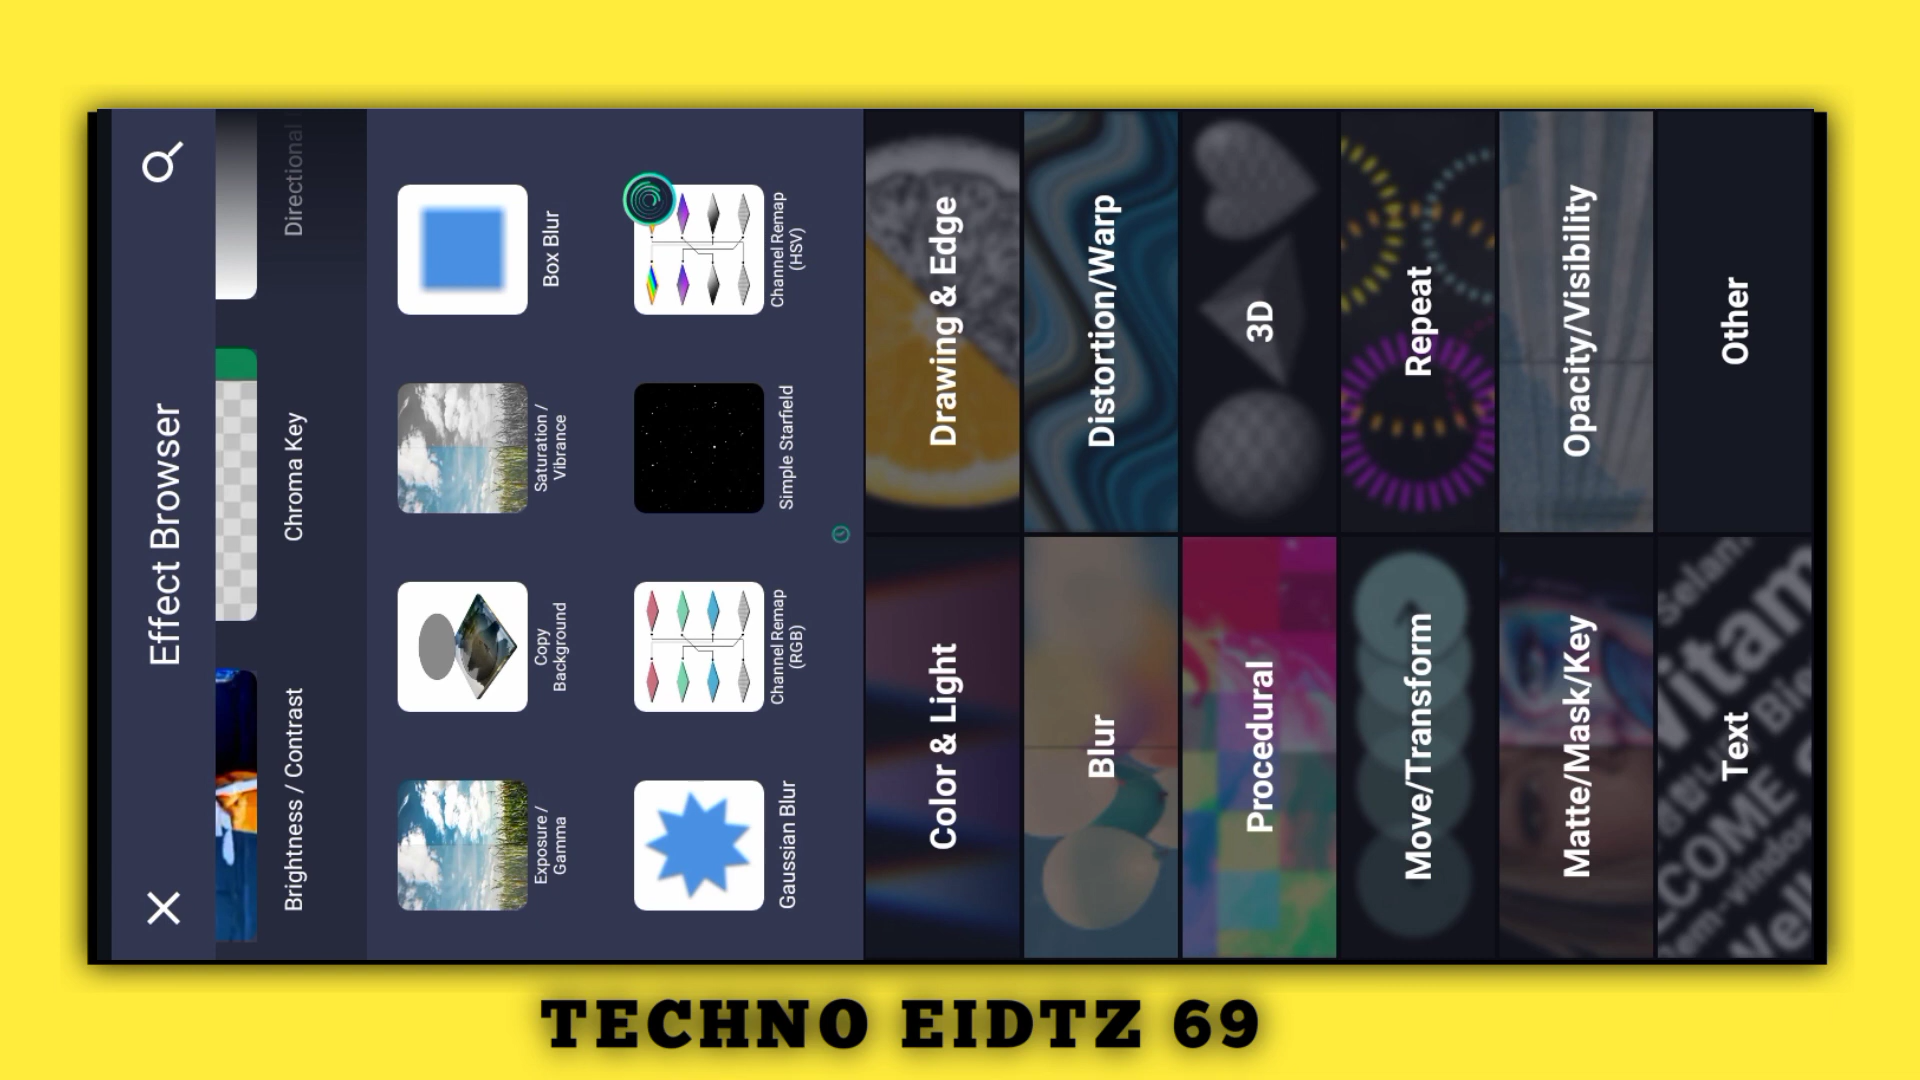 Effect Browser
Brightness / Contrast
Chroma Key
Directional
Exposure /
Gamma
Copy
Background
Saturation /
Vibrance
Box Blur
Gaussian Blur
Channel Remap
(RGB)
Simple Starfield
Channel Remap
(HSV)
Color & Light
Drawing & Edge
Blur
Distortion/Warp
Procedural
3D
Move/Transform
Repeat
Matte/Mask/Key
Opacity/Visibility
Text
Other
TECHNO EIDTZ 69